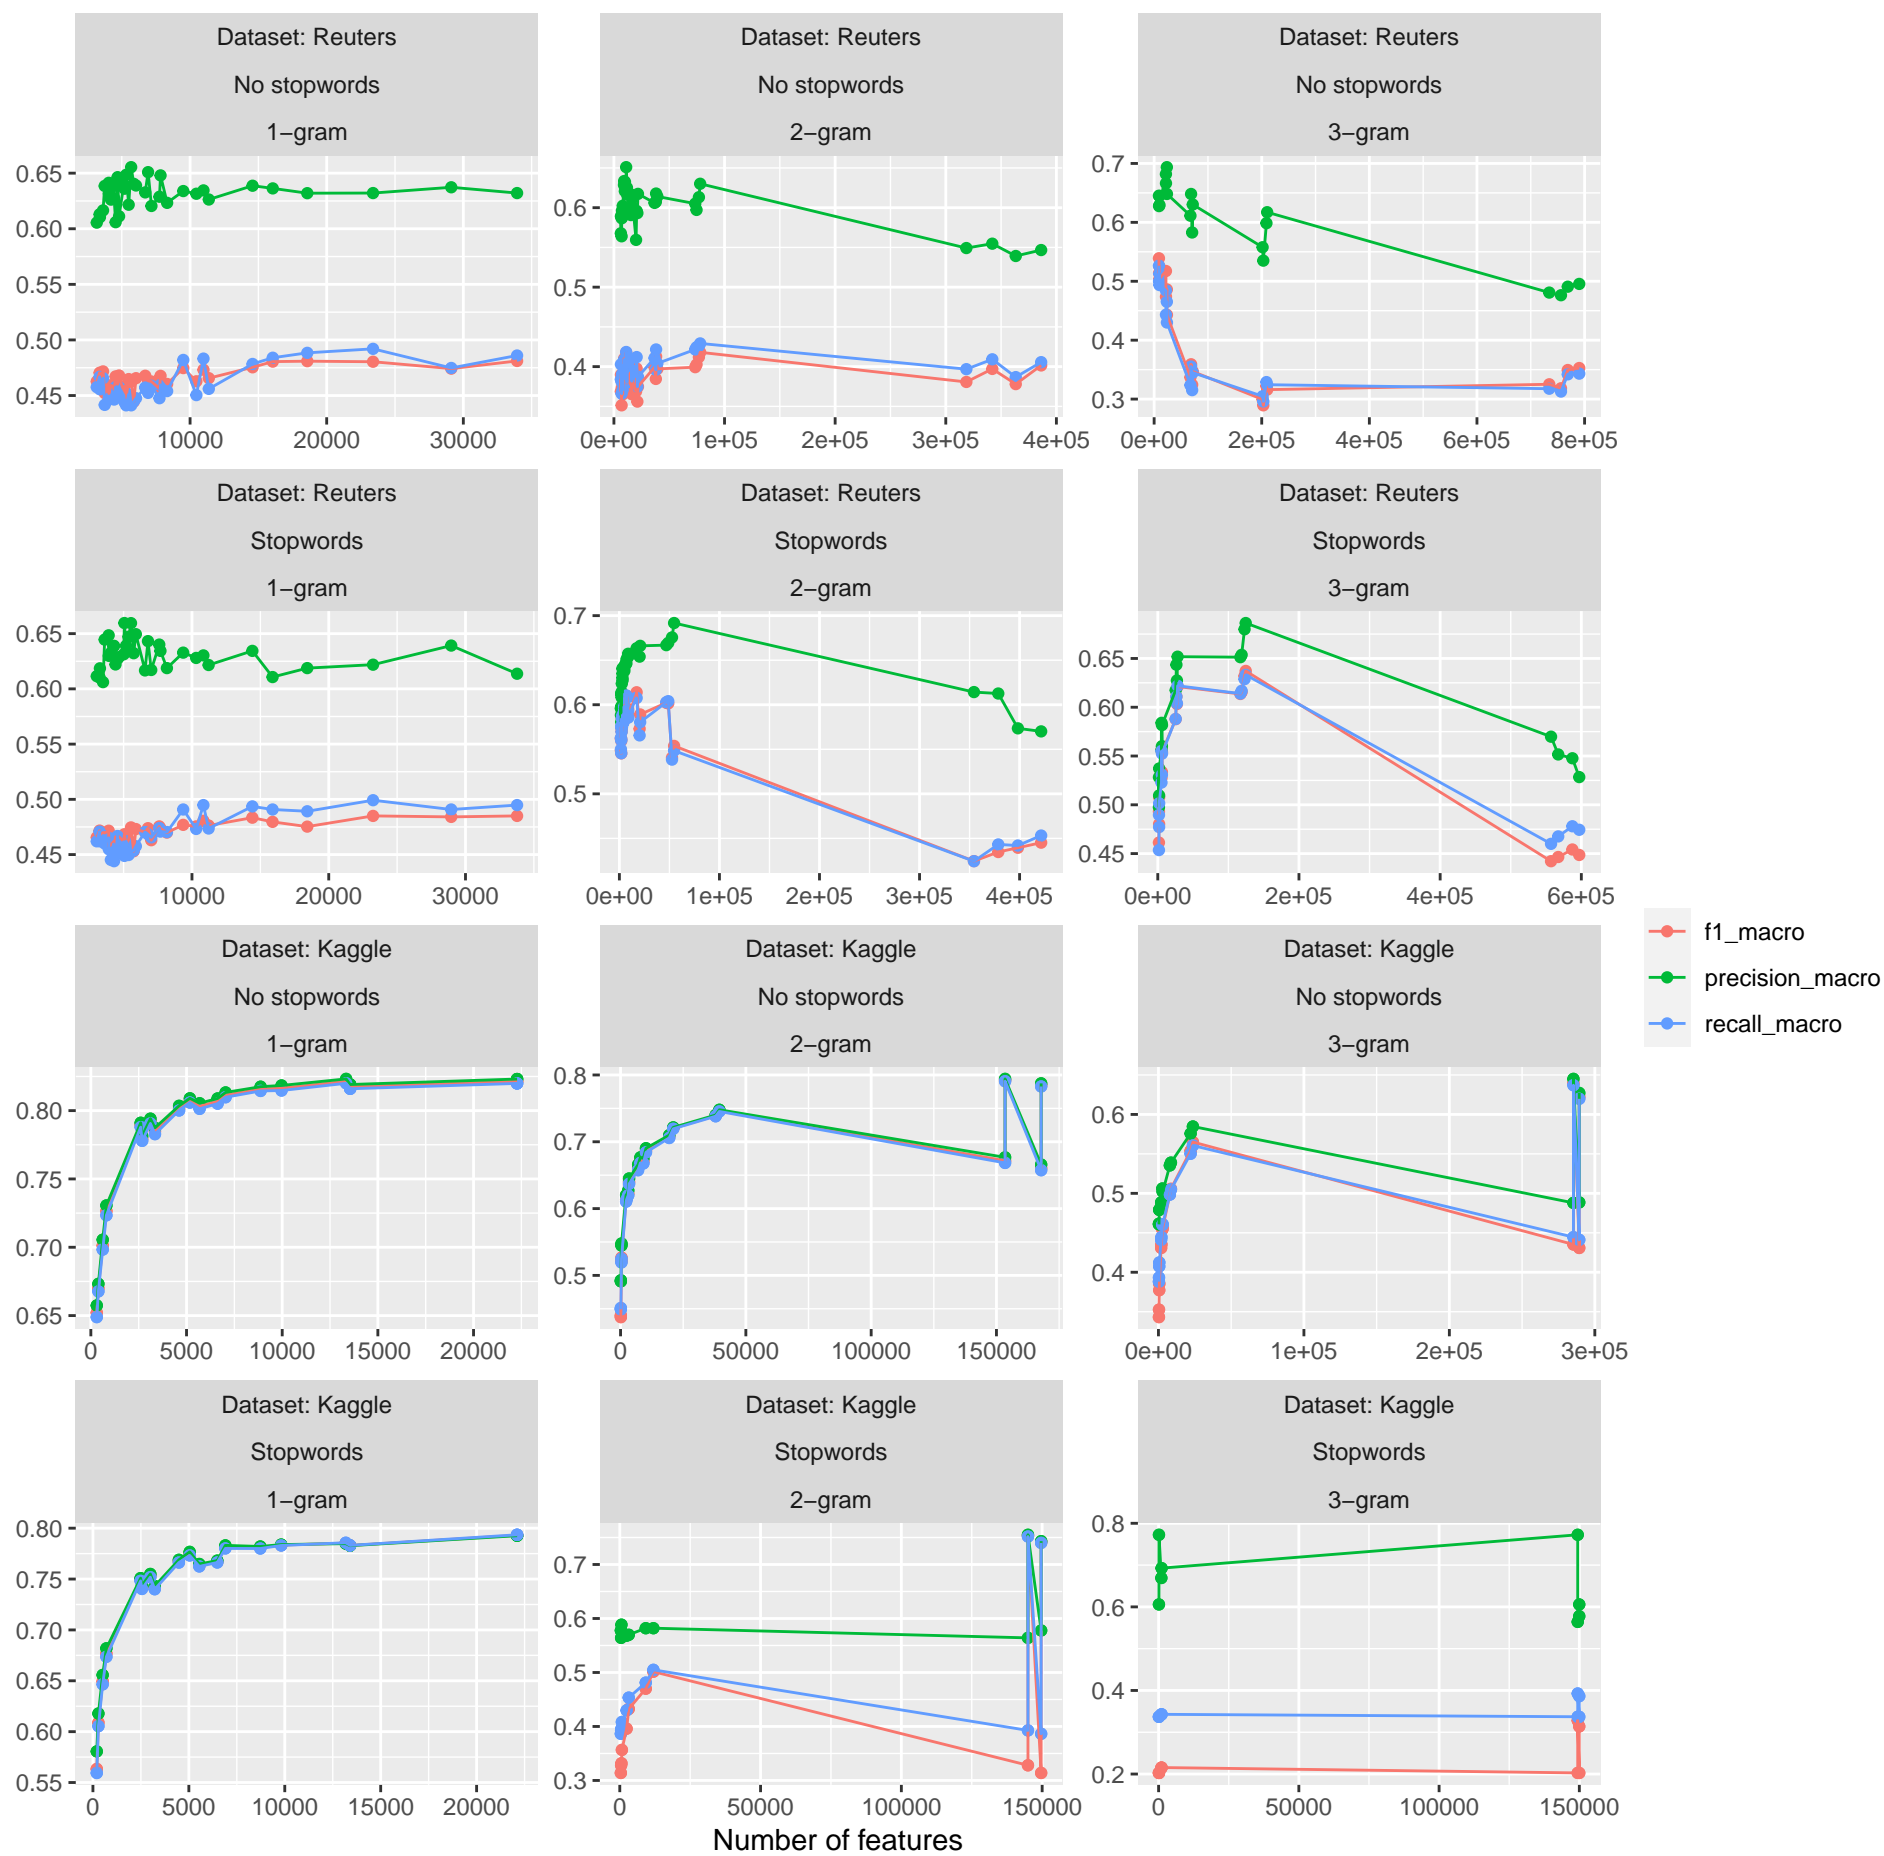 Dataset: Reuters
No stopwords
1−gram
0.65
0.60
0.55
0.50
0.45
10000 20000 30000
Dataset: Reuters
No stopwords
2−gram
0.6
0.5
0.4
0e+00 1e+05 2e+05 3e+05 4e+05
Dataset: Reuters
No stopwords
3−gram
0.7
0.6
0.5
0.4
0.3
0e+00 2e+05 4e+05 6e+05 8e+05
Dataset: Reuters
Stopwords
1−gram
0.65
0.60
0.55
0.50
0.45
10000 20000 30000
Dataset: Reuters
Stopwords
2−gram
0.7
0.6
0.5
0e+00 1e+05 2e+05 3e+05 4e+05
Dataset: Reuters
Stopwords
3−gram
0.65
0.60
0.55
0.50
0.45
0e+00 2e+05 4e+05 6e+05
Dataset: Kaggle
No stopwords
1−gram
0.80
0.75
0.70
0.65
0 5000 10000 15000 20000
Dataset: Kaggle
No stopwords
2−gram
0.8
0.7
0.6
0.5
0 50000 100000 150000
Dataset: Kaggle
No stopwords
3−gram
0.6
0.5
0.4
0e+00 1e+05 2e+05 3e+05
Dataset: Kaggle
Stopwords
1−gram
0.80
0.75
0.70
0.65
0.60
0.55
0 5000 10000 15000 20000
Dataset: Kaggle
Stopwords
2−gram
0.7
0.6
0.5
0.4
0.3
0 50000 100000 150000
Dataset: Kaggle
Stopwords
3−gram
0.8
0.6
0.4
0.2
0 50000 100000 150000
Number of features
f1_macro
precision_macro
recall_macro